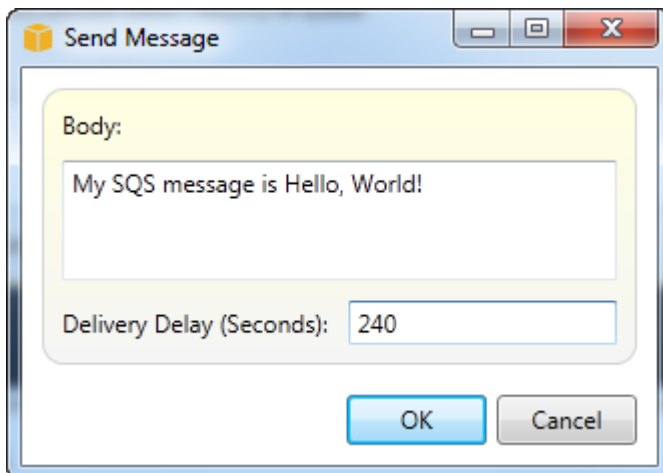 Send Message
Body:
My SQS message is Hello, World!
Delivery Delay (Seconds): 240
OK Cancel